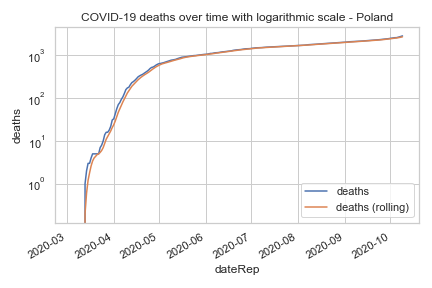 COVID-19 deaths over time with logarithmic scale - Poland
deaths
10³
10²
10¹
10⁰
deaths
deaths (rolling)
2020-03
2020-04
2020-05
2020-06
2020-07
2020-08
2020-09
2020-10
dateRep